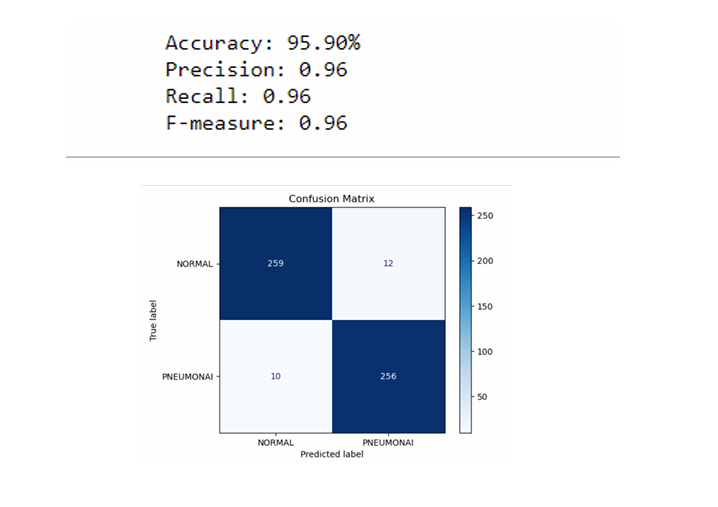 Accuracy: 95.90%
Precision: 0.96
Recall: 0.96
F-measure: 0.96
Confusion Matrix
True label
NORMAL
259
12
PNEUMONAI
10
256
NORMAL
PNEUMONAI
Predicted label
250
200
150
100
50